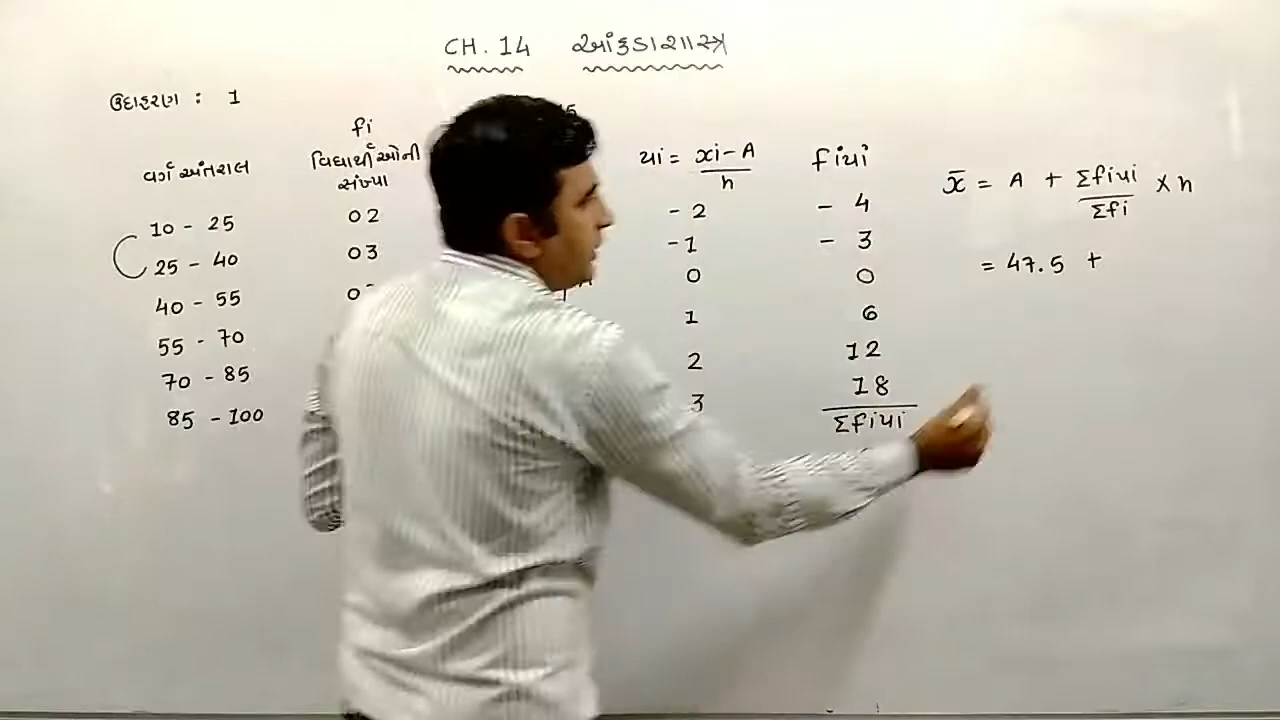 CH. 14 આંકડાશાસ્ત્ર
ઉદાહરણ : 1
વર્ગ અંતરાલ
10 - 25
25 - 40
40 - 55
55 - 70
70 - 85
85 - 100
fi
વિદ્યાર્થીઓની
સંખ્યા
02
03
ui = xi-A / h
-2
-1
0
1
2
3
fiui
- 4
- 3
0
6
12
18
Σfiui
x̄ = A + Σfiui / Σfi × h
= 47.5 +